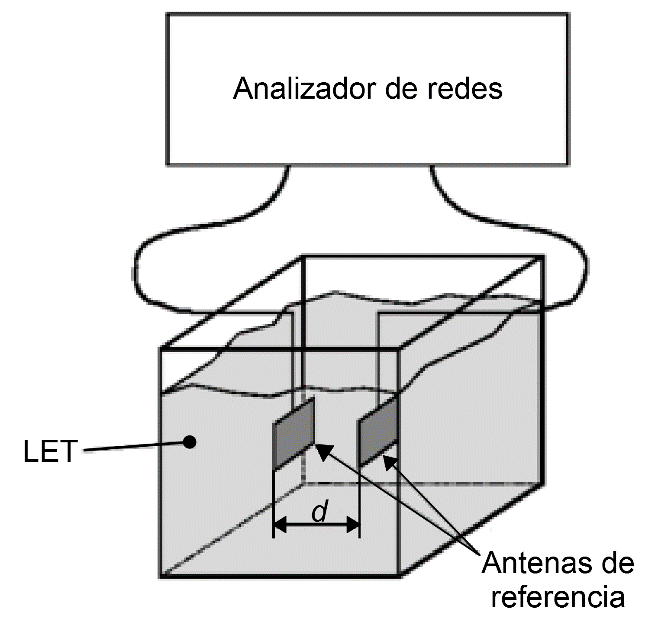 Analizador de redes
LET
d
Antenas de
referencia